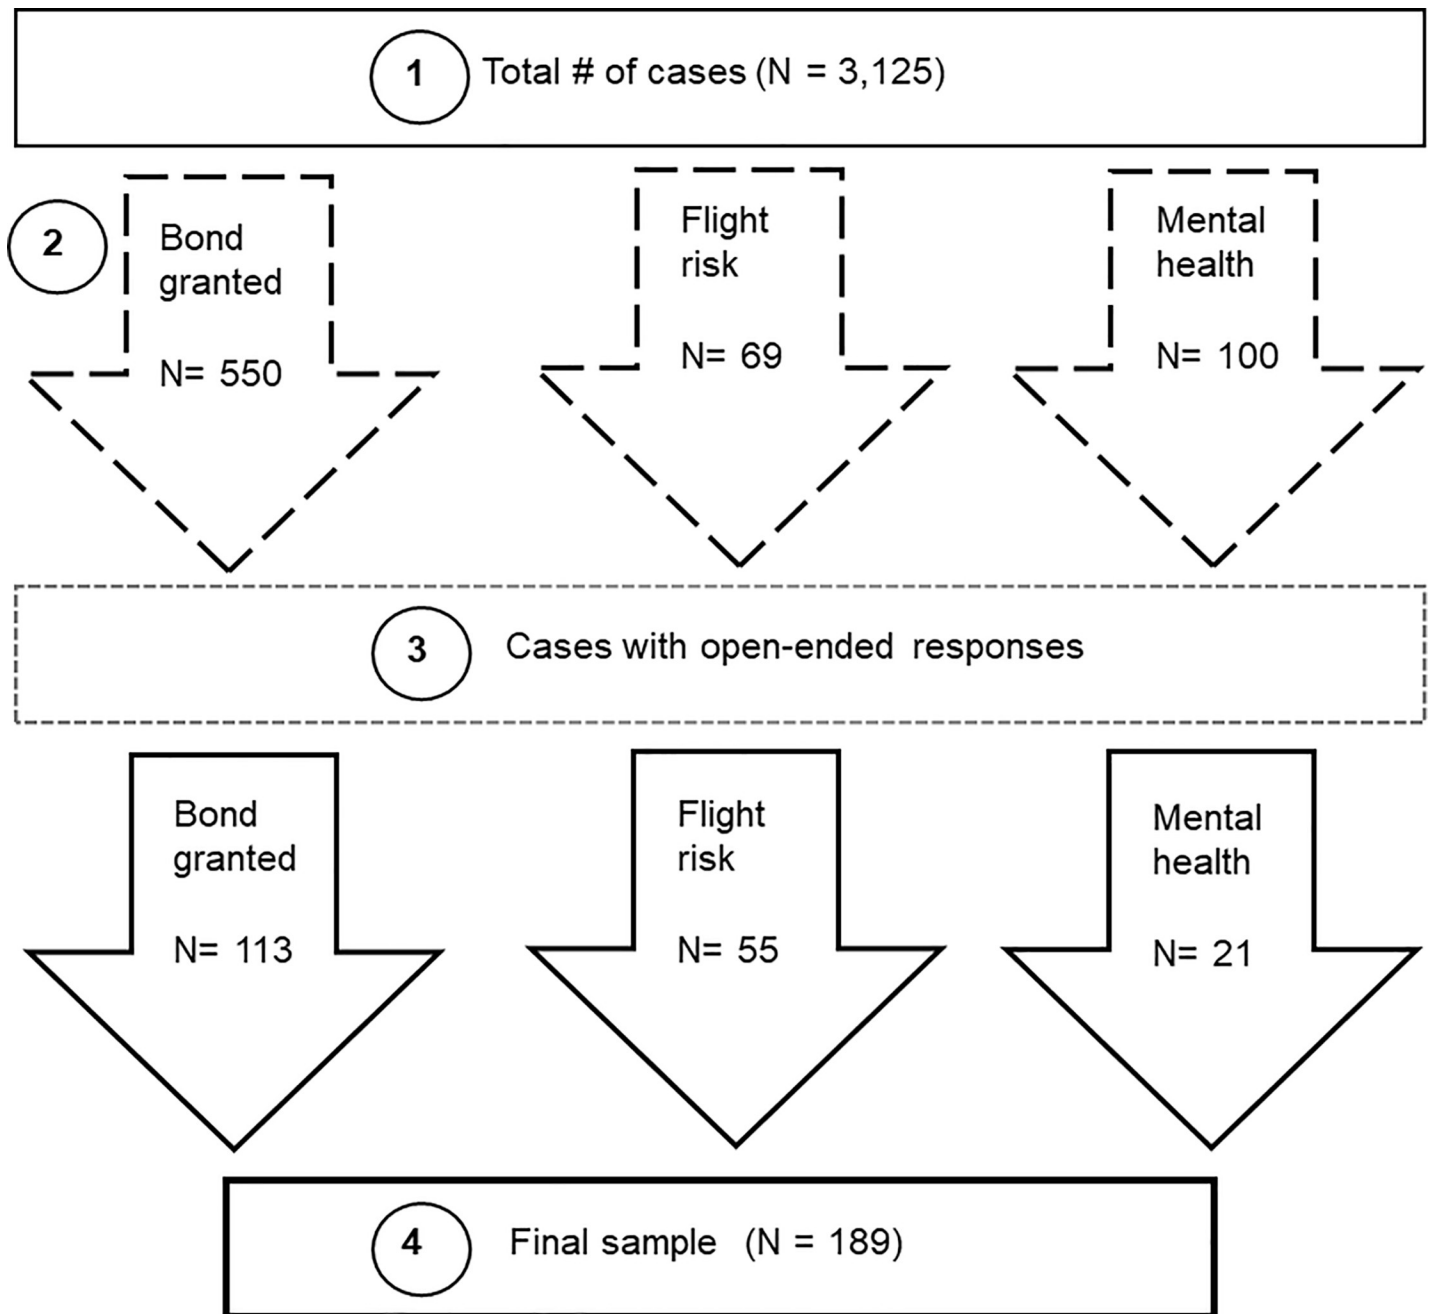 1 Total # of cases (N = 3,125)
2
Bond
granted
N= 550
Flight
risk
N= 69
Mental
health
N= 100
3 Cases with open-ended responses
Bond
granted
N= 113
Flight
risk
N= 55
Mental
health
N= 21
4 Final sample (N = 189)